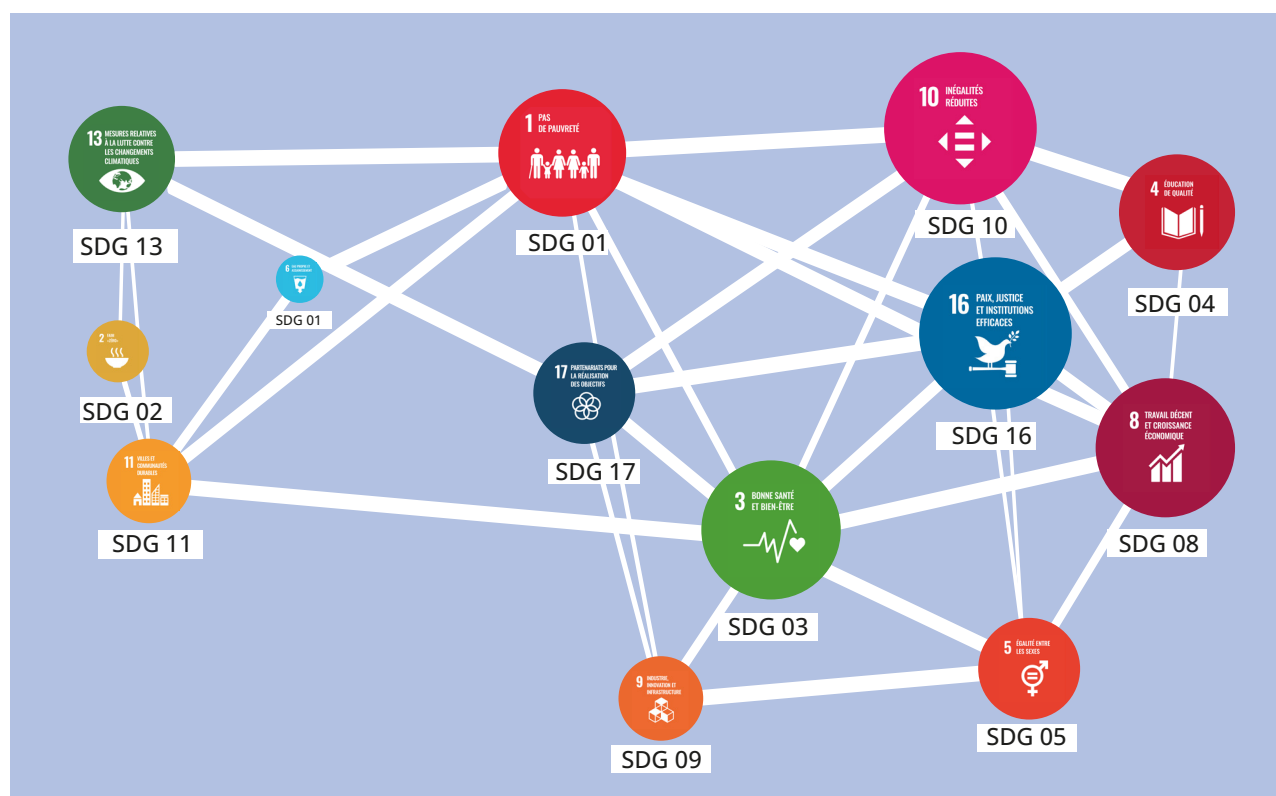 13 MESURES RELATIVES
À LA LUTTE CONTRE
LES CHANGEMENTS
CLIMATIQUES
SDG 13
1 PAS
DE PAUVRETÉ
SDG 01
10 INÉGALITÉS
RÉDUITES
SDG 10
4 ÉDUCATION
DE QUALITÉ
SDG 04
6
SDG 01
2
SDG 02
16 PAIX, JUSTICE
ET INSTITUTIONS
EFFICACES
SDG 16
17 PARTENARIATS POUR
LA RÉALISATION
DES OBJECTIFS
SDG 17
8 TRAVAIL DÉCENT
ET CROISSANCE
ÉCONOMIQUE
SDG 08
11 VILLES ET
COMMUNAUTÉS
DURABLES
SDG 11
3 BONNE SANTÉ
ET BIEN-ÊTRE
SDG 03
9 INDUSTRIE,
INNOVATION ET
INFRASTRUCTURE
SDG 09
5 ÉGALITÉ ENTRE
LES SEXES
SDG 05